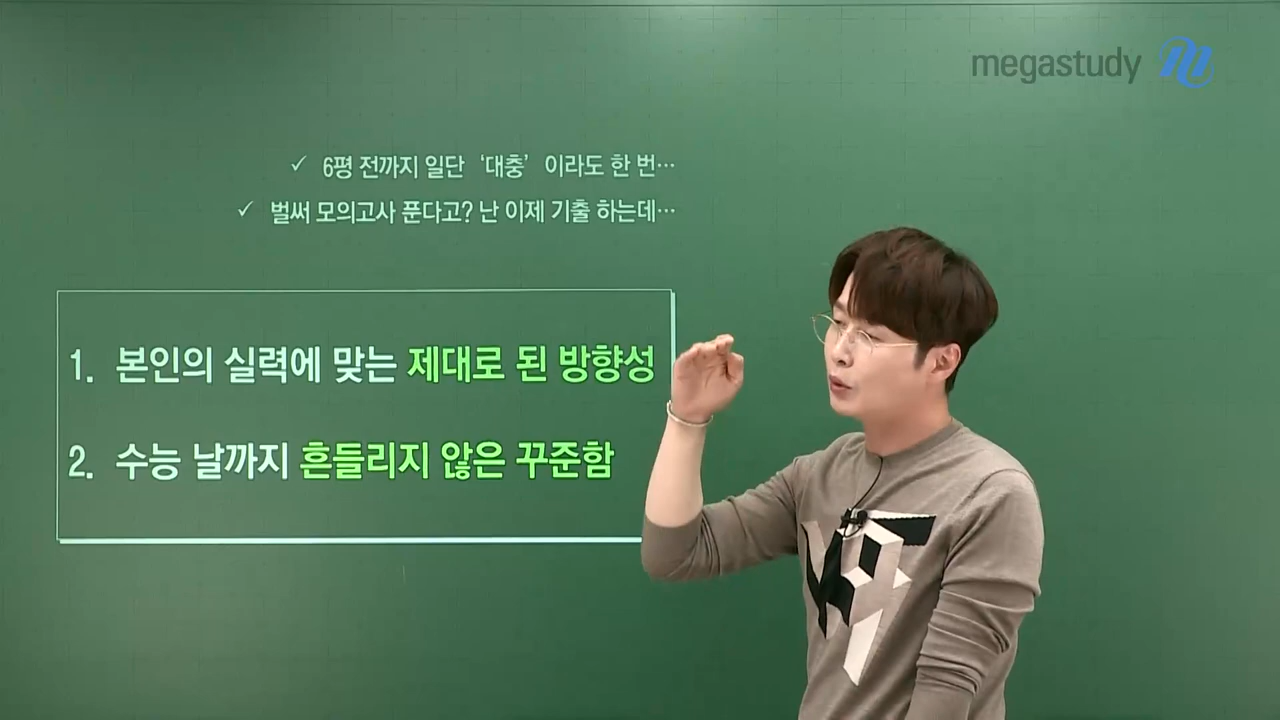 megastudy
✓ 6평 전까지 일단 ‘대충’ 이라도 한 번…
✓ 벌써 모의고사 푼다고? 난 이제 기출 하는데…
1. 본인의 실력에 맞는 제대로 된 방향성
2. 수능 날까지 흔들리지 않은 꾸준함